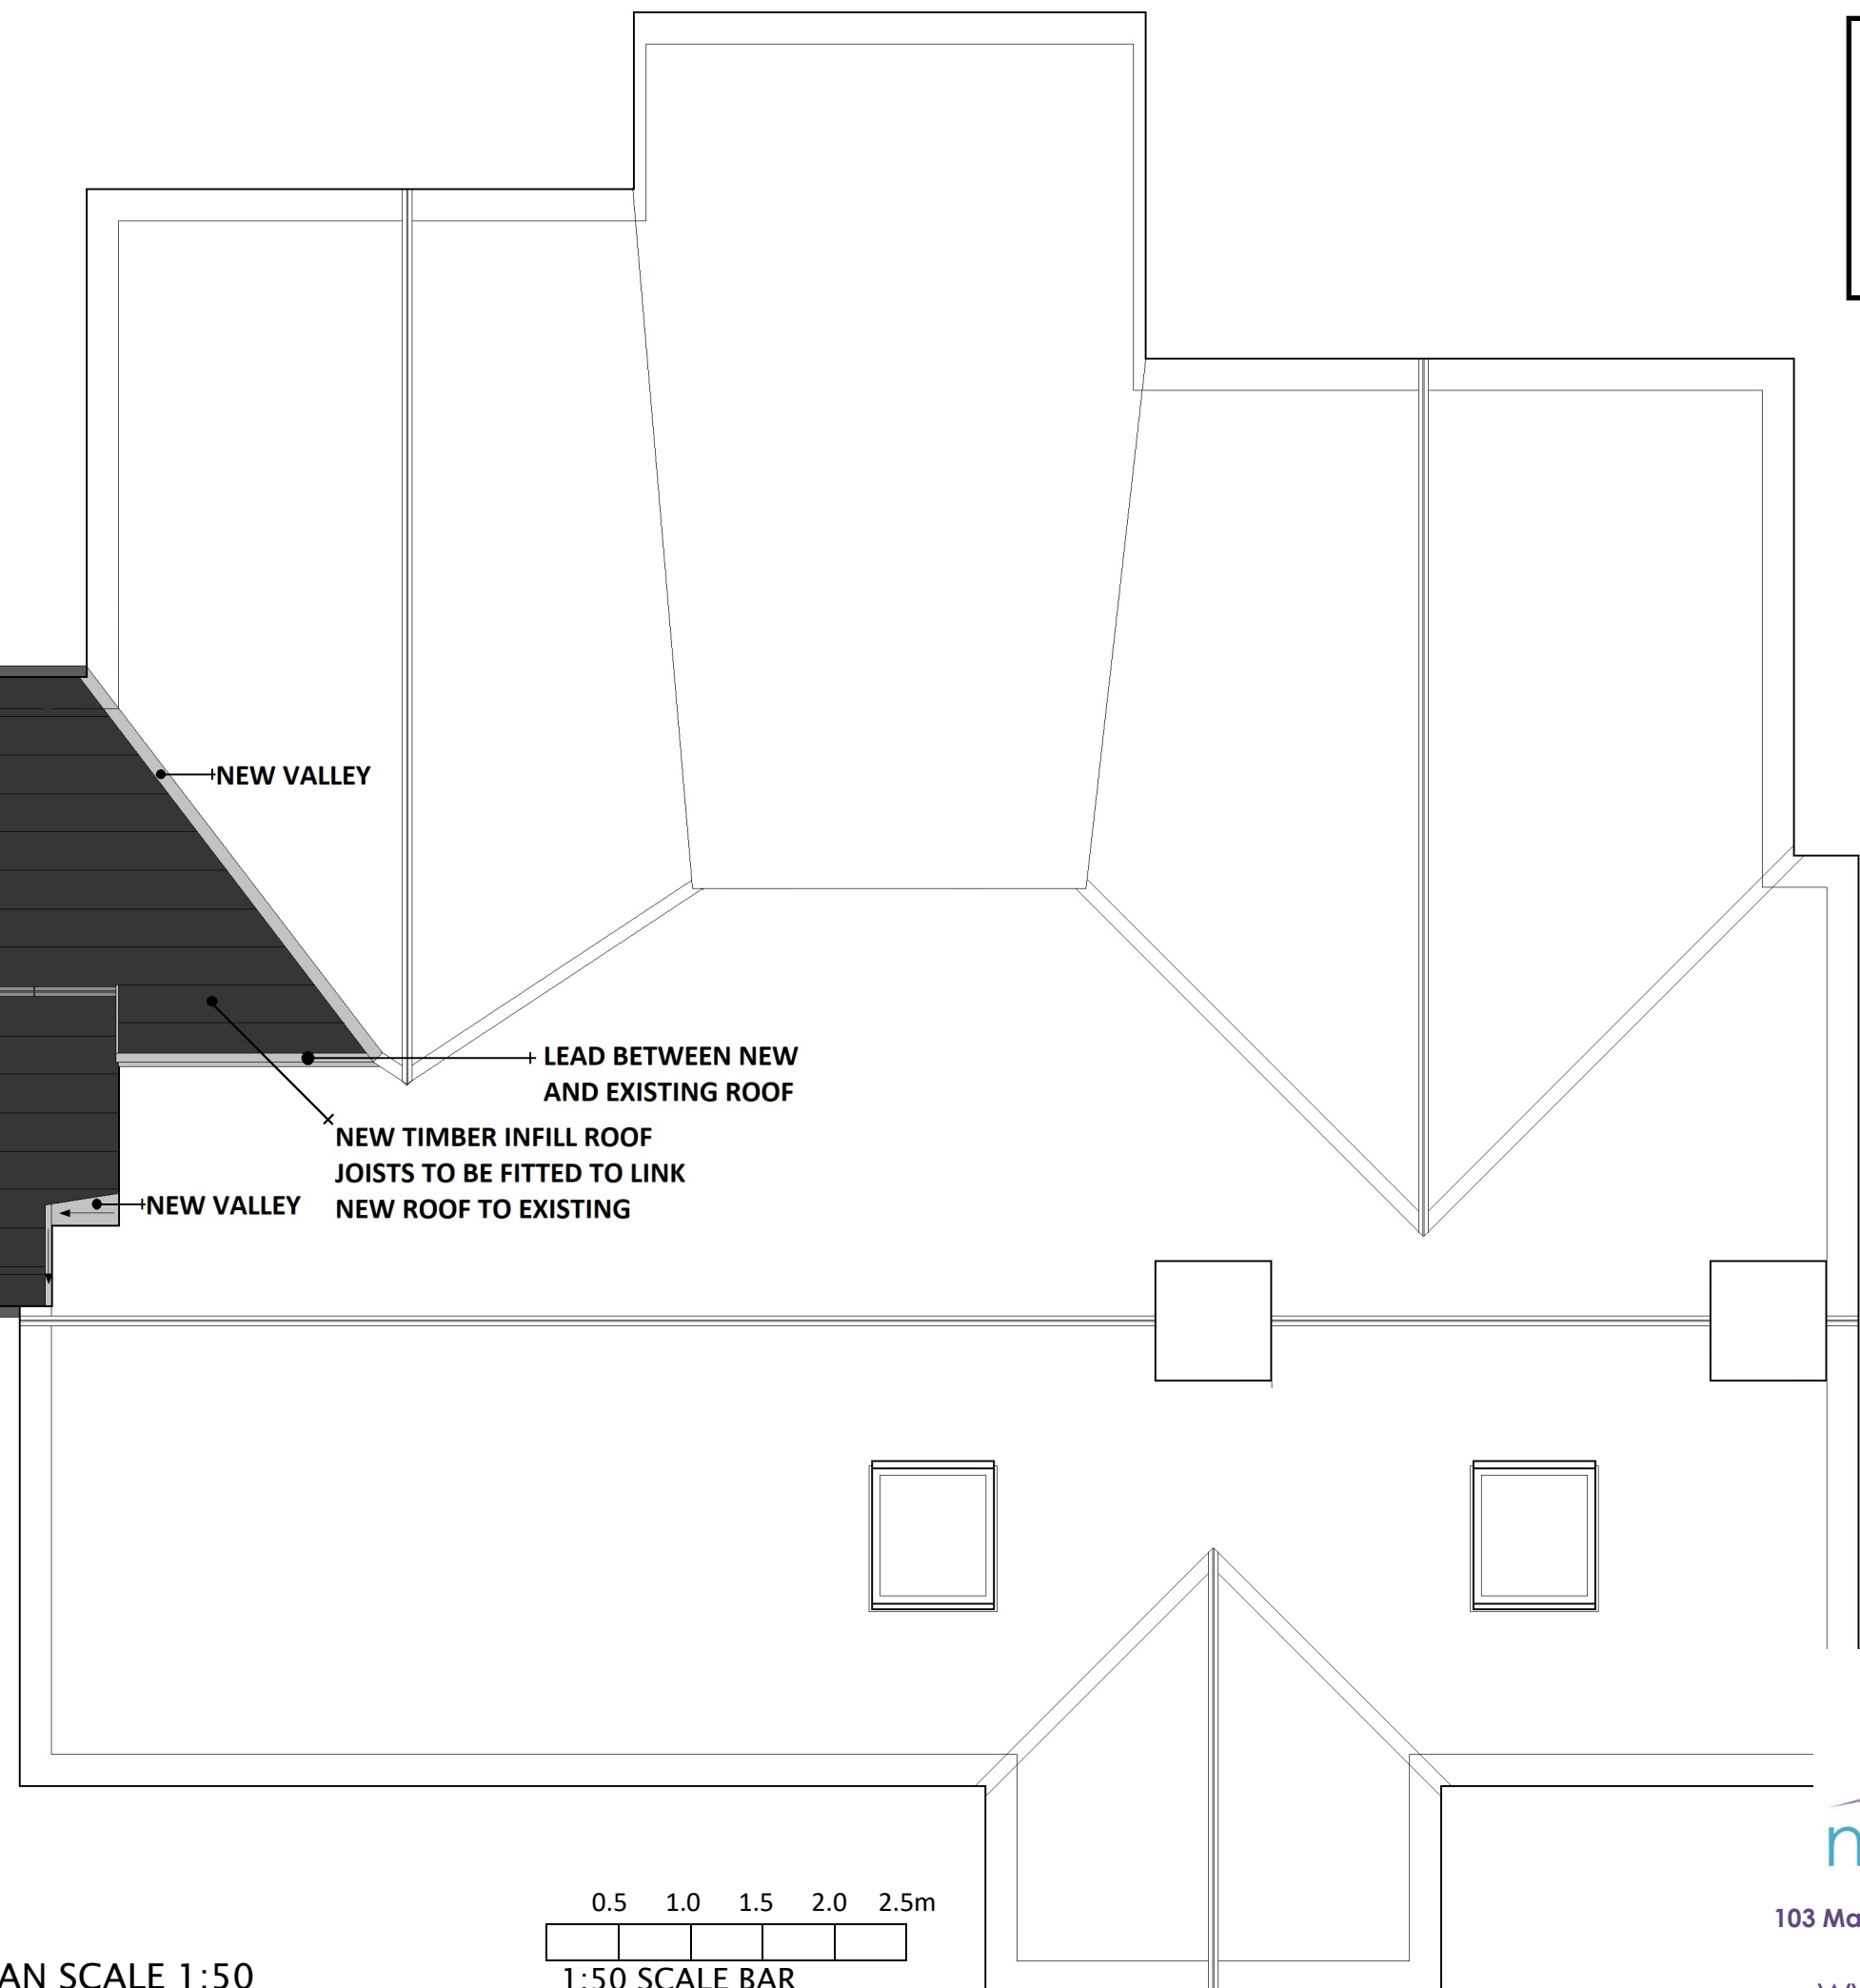 NEW VALLEY
LEAD BETWEEN NEW
AND EXISTING ROOF
NEW TIMBER INFILL ROOF
JOISTS TO BE FITTED TO LINK
NEW ROOF TO EXISTING
NEW VALLEY
0.5 1.0 1.5 2.0 2.5m
1:50 SCALE BAR
AN SCALE 1:50
103 Ma